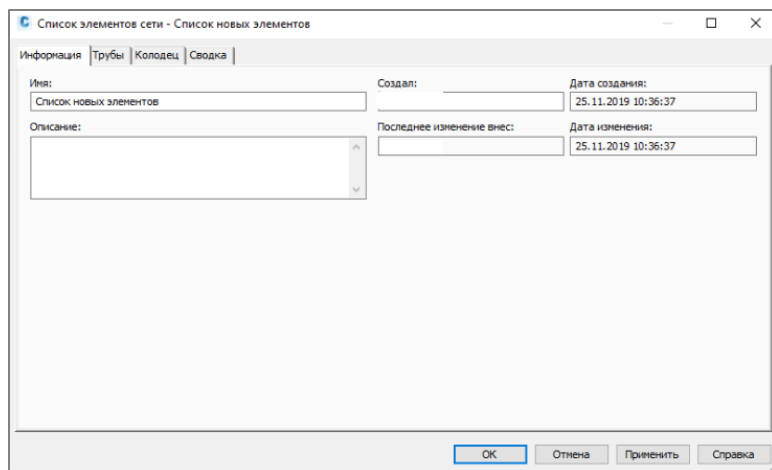 Список элементов сети - Список новых элементов
Информация Трубы Колодец Сводка
Имя: Создал: Дата создания:
Список новых элементов 25.11.2019 10:36:37
Описание: Последнее изменение внес: Дата изменения:
25.11.2019 10:36:37
ОК Отмена Применить Справка